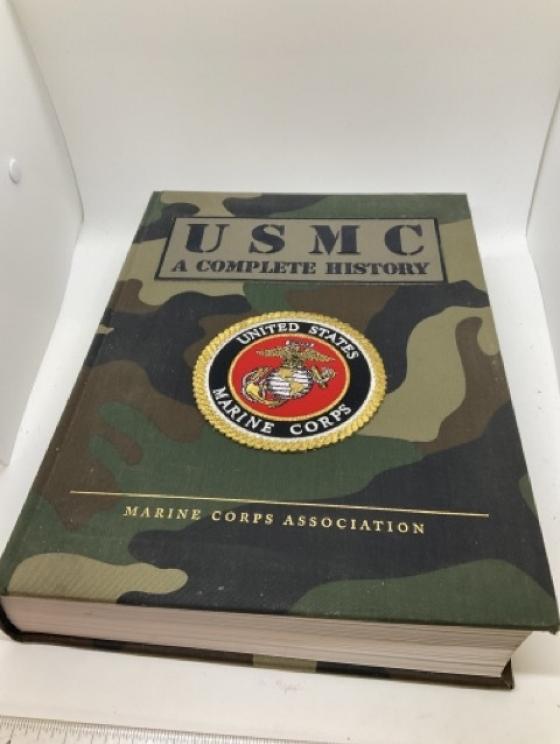 USMC
A COMPLETE HISTORY
UNITED STATES
MARINE CORPS
MARINE CORPS ASSOCIATION